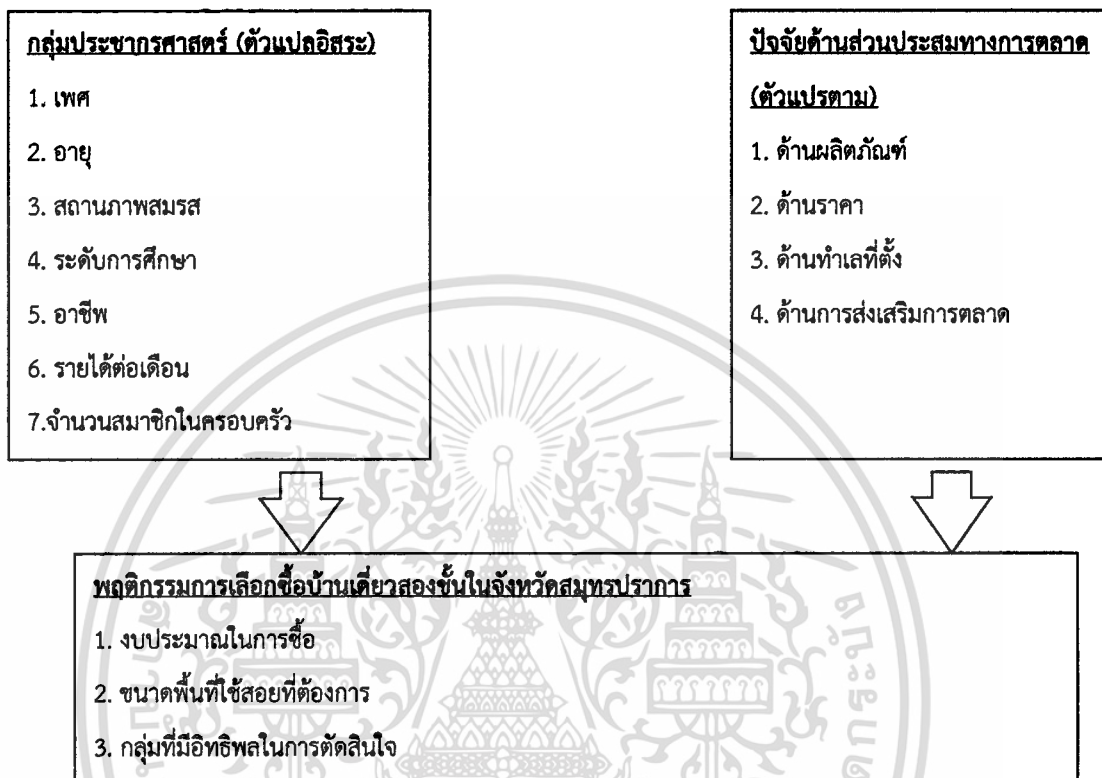 กลุ่มประชากรศาสตร์ (ตัวแปลอิสระ)
1. เพศ
2. อายุ
3. สถานภาพสมรส
4. ระดับการศึกษา
5. อาชีพ
6. รายได้ต่อเดือน
7.จำนวนสมาชิกในครอบครัว
ปัจจัยด้านส่วนประสมทางการตลาด
(ตัวแปรตาม)
1. ด้านผลิตภัณฑ์
2. ด้านราคา
3. ด้านทำเลที่ตั้ง
4. ด้านการส่งเสริมการตลาด
พฤติกรรมการเลือกซื้อบ้านเดี่ยวสองชั้นในจังหวัดสมุทรปราการ
1. งบประมาณในการซื้อ
2. ขนาดพื้นที่ใช้สอยที่ต้องการ
3. กลุ่มที่มีอิทธิพลในการตัดสินใจ